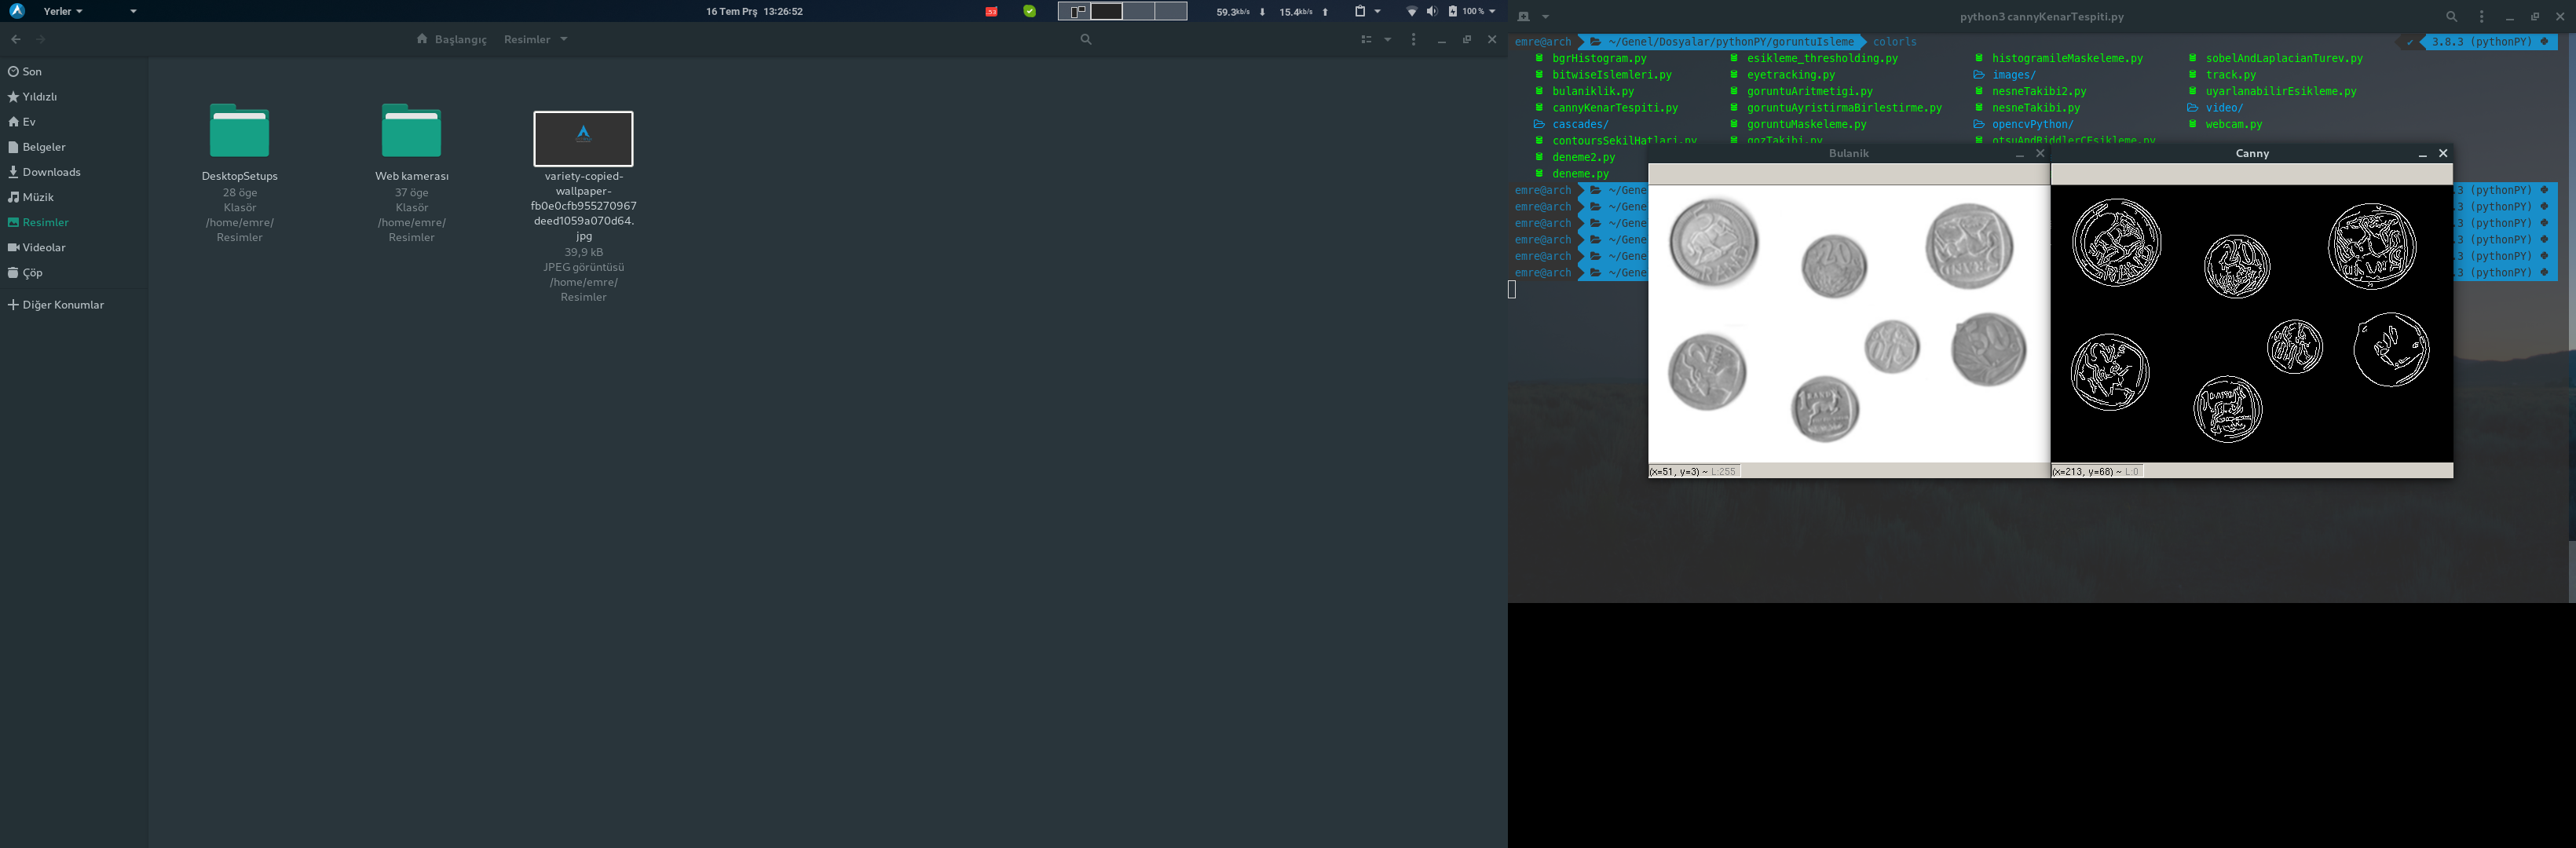 Yerler
16 Tem Prş 13:26:52
59.3kb/s
15.4kb/s
100 %
Başlangıç
Resimler
Son
Yıldızlı
Ev
Belgeler
Downloads
Müzik
Resimler
Videolar
Çöp
Diğer Konumlar
DesktopSetups
28 öge
Klasör
/home/emre/
Resimler
Web kamerası
37 öge
Klasör
/home/emre/
Resimler
variety-copied-
wallpaper-
fb0e0cfb955270967
deed1059a070d64.
jpg
39,9 kB
JPEG görüntüsü
/home/emre/
Resimler
python3 cannyKenarTespiti.py
emre@arch ~/Genel/Dosyalar/pythonPY/goruntuIsleme colorls ✔ 3.8.3 (pythonPY)
bgrHistogram.py esikleme_thresholding.py histogramileMaskeleme.py sobelAndLaplacianTurev.py
bitwiseIslemleri.py eyetracking.py images/ track.py
bulaniklik.py goruntuAritmetigi.py nesneTakibi2.py uyarlanabilirEsikleme.py
cannyKenarTespiti.py goruntuAyristirmaBirlestirme.py nesneTakibi.py video/
cascades/ goruntuMaskeleme.py opencvPython/ webcam.py
contoursSekilHatlari.py gozTakibi.py otsuAndRiddlerCEsikleme.py
deneme2.py
deneme.py
emre@arch ~/Gene .3 (pythonPY)
emre@arch ~/Gene .3 (pythonPY)
emre@arch ~/Gene .3 (pythonPY)
emre@arch ~/Gene .3 (pythonPY)
emre@arch ~/Gene .3 (pythonPY)
emre@arch ~/Gene .3 (pythonPY)
Bulanik
RAND
20
50
(x=51, y=3) ~ L:255
Canny
(x=213, y=68) ~ L:0